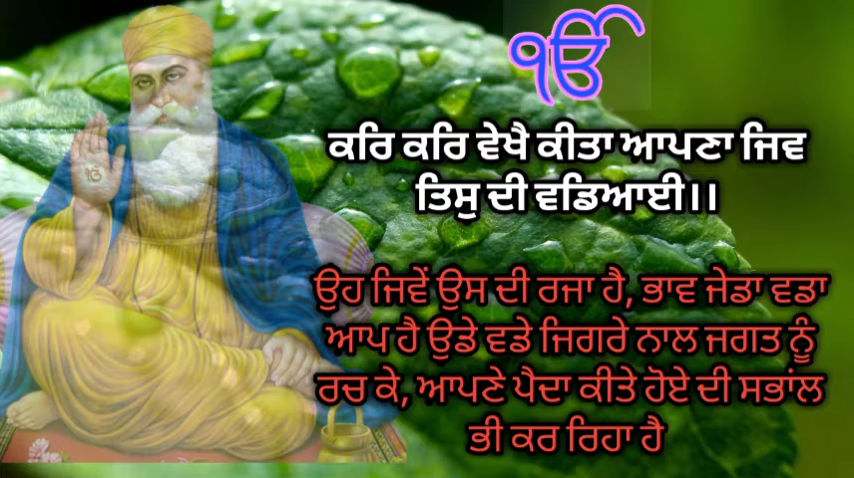 ੴ
ਕਰਿ ਕਰਿ ਵੇਖੈ ਕੀਤਾ ਆਪਣਾ ਜਿਵ
ਤਿਸੁ ਦੀ ਵਡਿਆਈ।।
ਉਹ ਜਿਵੇਂ ਉਸ ਦੀ ਰਜਾ ਹੈ, ਭਾਵ ਜੇਡਾ ਵਡਾ
ਆਪ ਹੈ ਉਡੇ ਵਡੇ ਜਿਗਰੇ ਨਾਲ ਜਗਤ ਨੂੰ
ਰਚ ਕੇ, ਆਪਣੇ ਪੈਦਾ ਕੀਤੇ ਹੋਏ ਦੀ ਸਭਾਂਲ
ਭੀ ਕਰ ਰਿਹਾ ਹੈ
ੴ